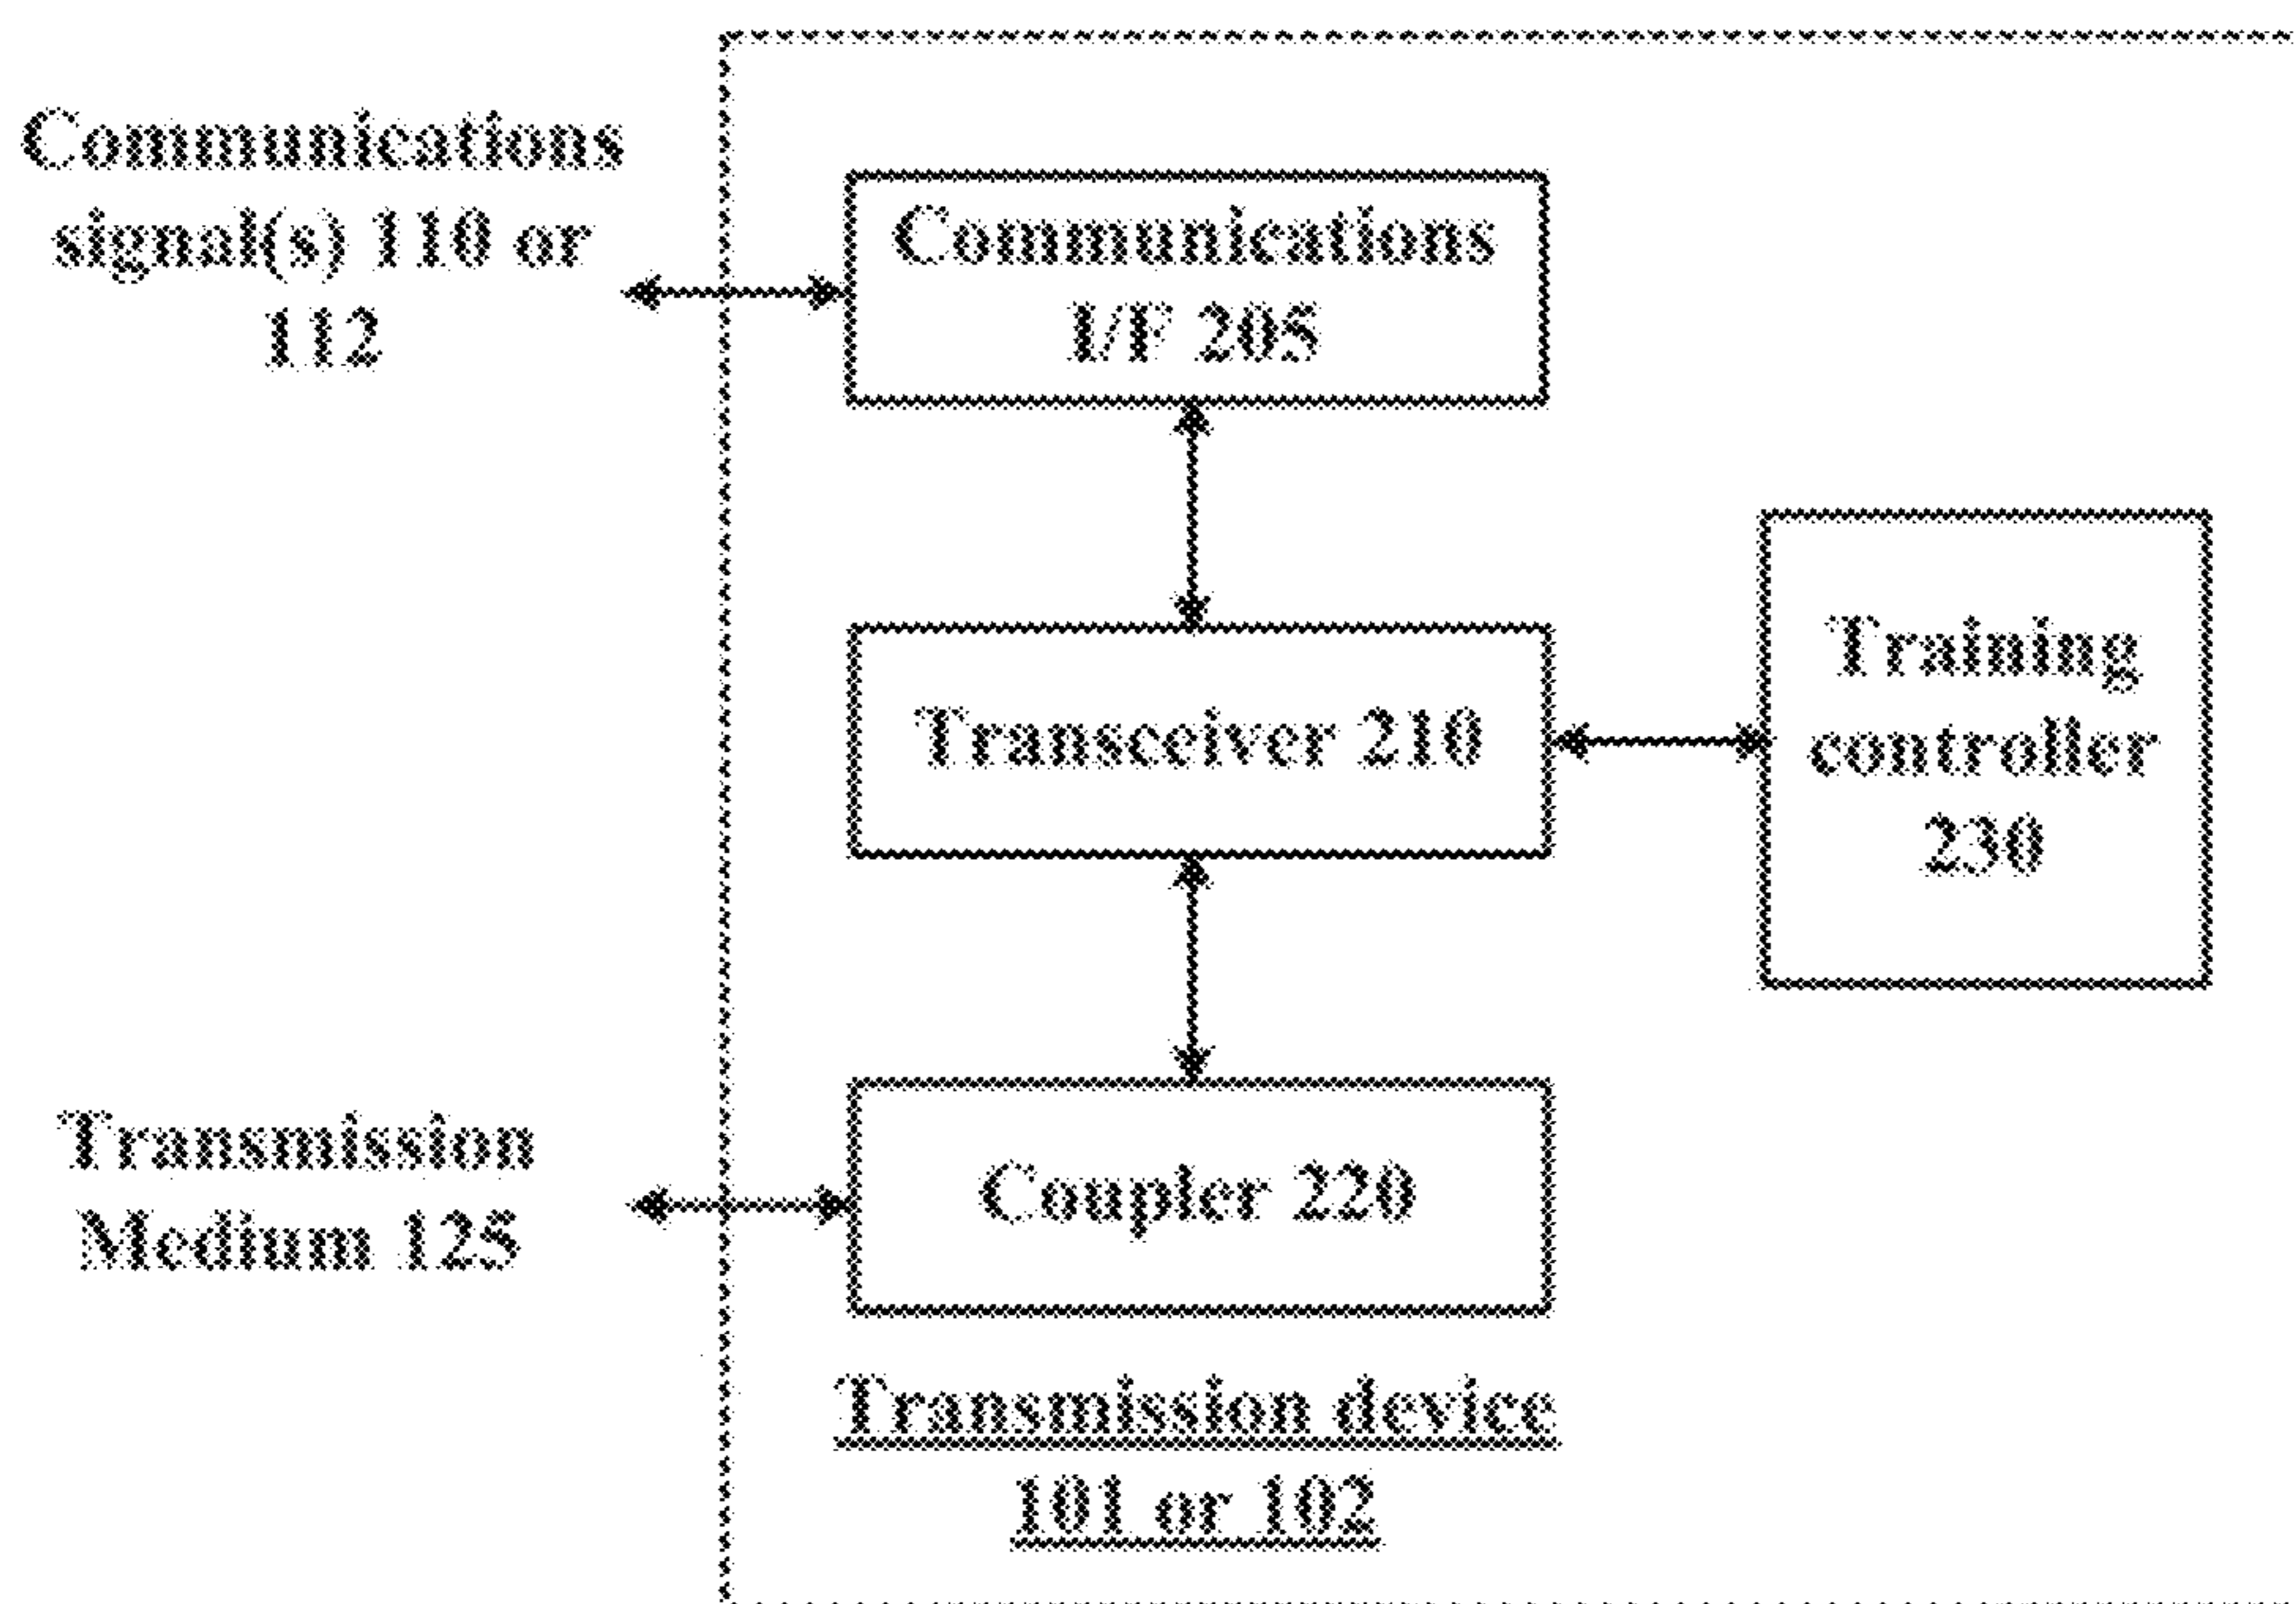 Communications
signal(s) 110 or
112
Communications
I/F 205
Transceiver 210
Training
controller
230
Transmission
Medium 125
Coupler 220
Transmission device
101 or 102